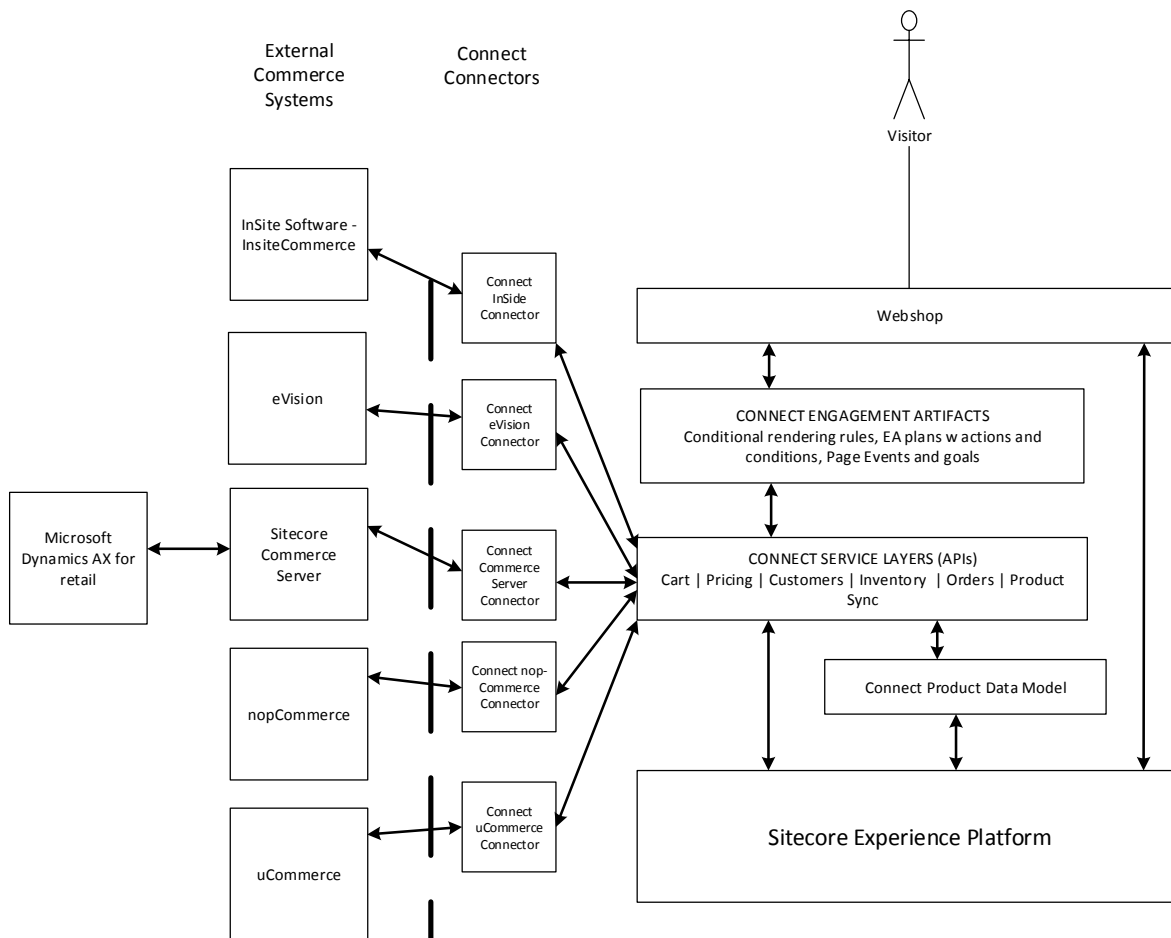 External
Commerce
Systems
Connect
Connectors
Visitor
InSite Software -
InsiteCommerce
Connect
InSide
Connector
Webshop
eVision
Connect
eVision
Connector
CONNECT ENGAGEMENT ARTIFACTS
Conditional rendering rules, EA plans w actions and
conditions, Page Events and goals
Microsoft
Dynamics AX for
retail
Sitecore
Commerce
Server
Connect
Commerce
Server
Connector
CONNECT SERVICE LAYERS (APIs)
Cart | Pricing | Customers | Inventory | Orders | Product
Sync
nopCommerce
Connect nop-
Commerce
Connector
Connect Product Data Model
uCommerce
Connect
uCommerce
Connector
Sitecore Experience Platform